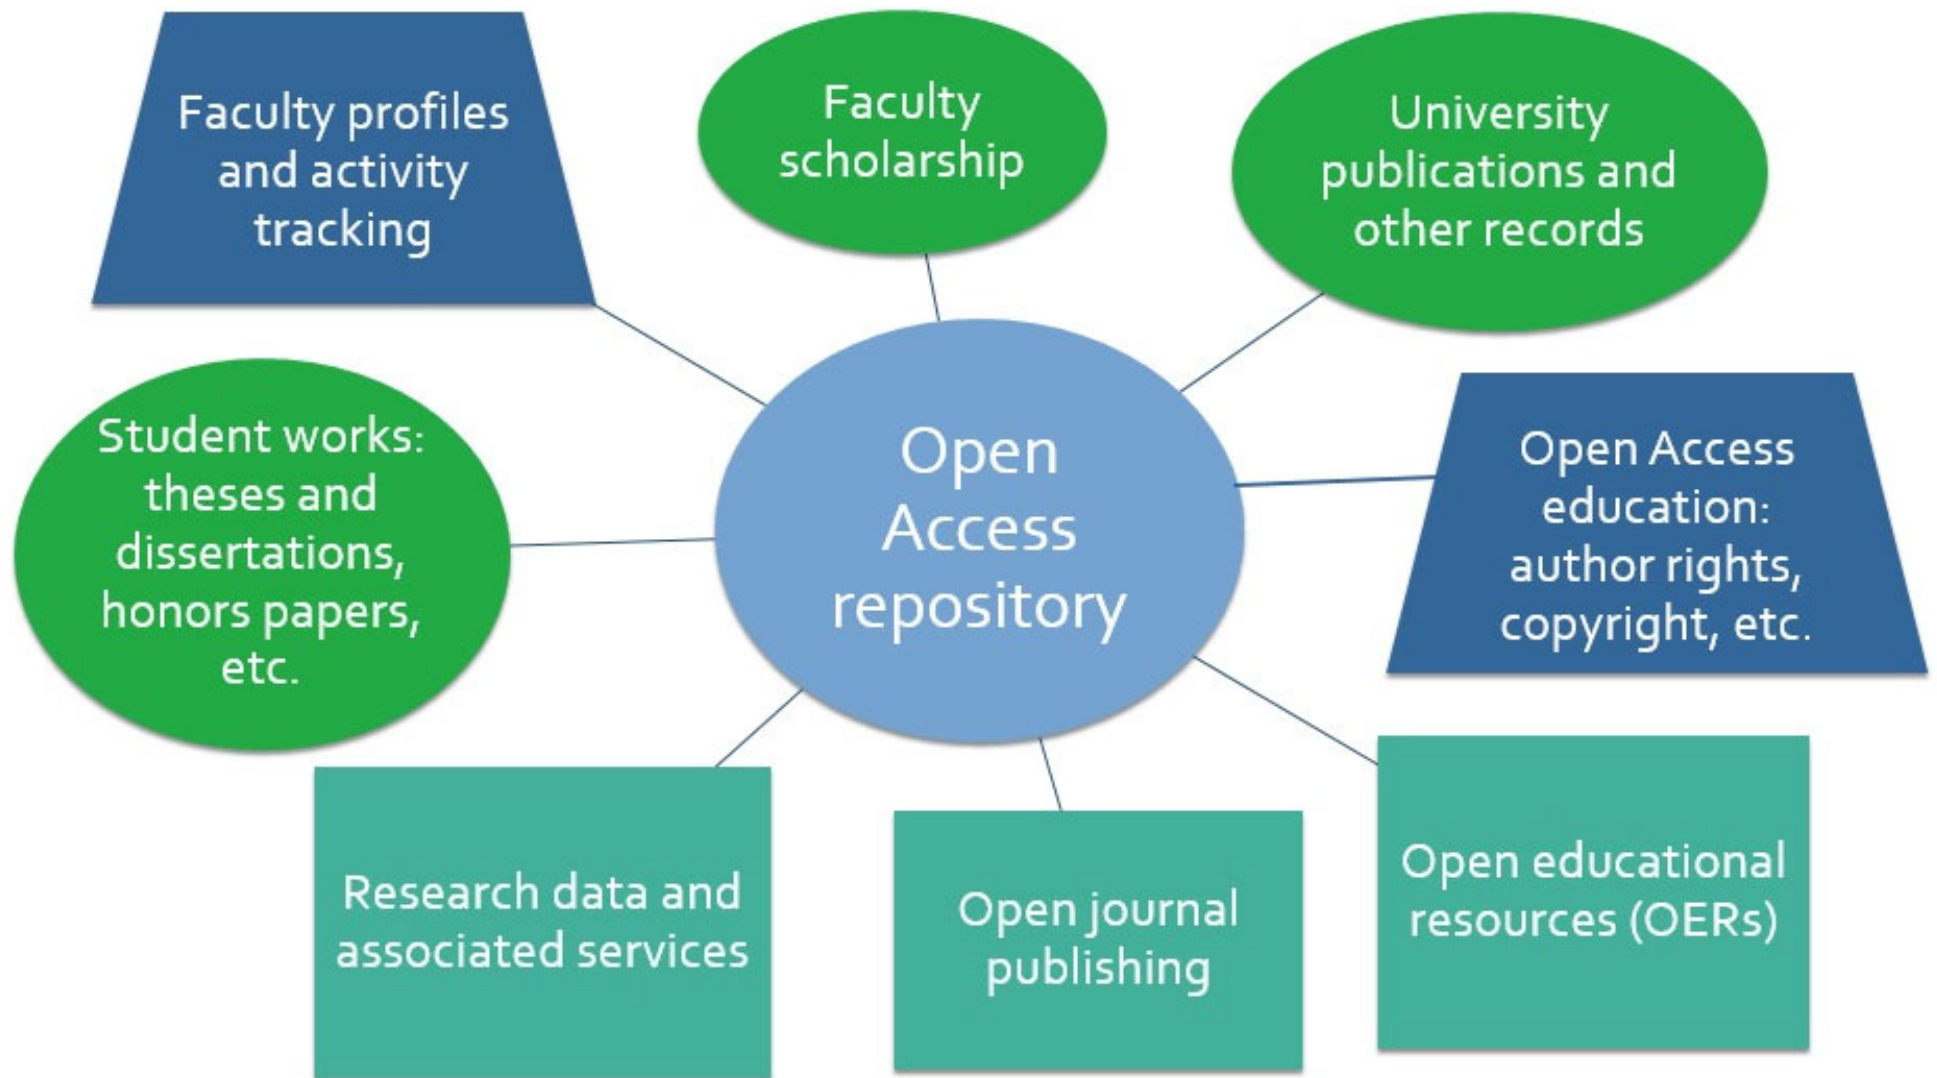 Faculty profiles
and activity
tracking
Faculty
scholarship
University
publications and
other records
Student works:
theses and
dissertations,
honors papers,
etc.
Open
Access
repository
Open Access
education:
author rights,
copyright, etc.
Research data and
associated services
Open journal
publishing
Open educational
resources (OERs)